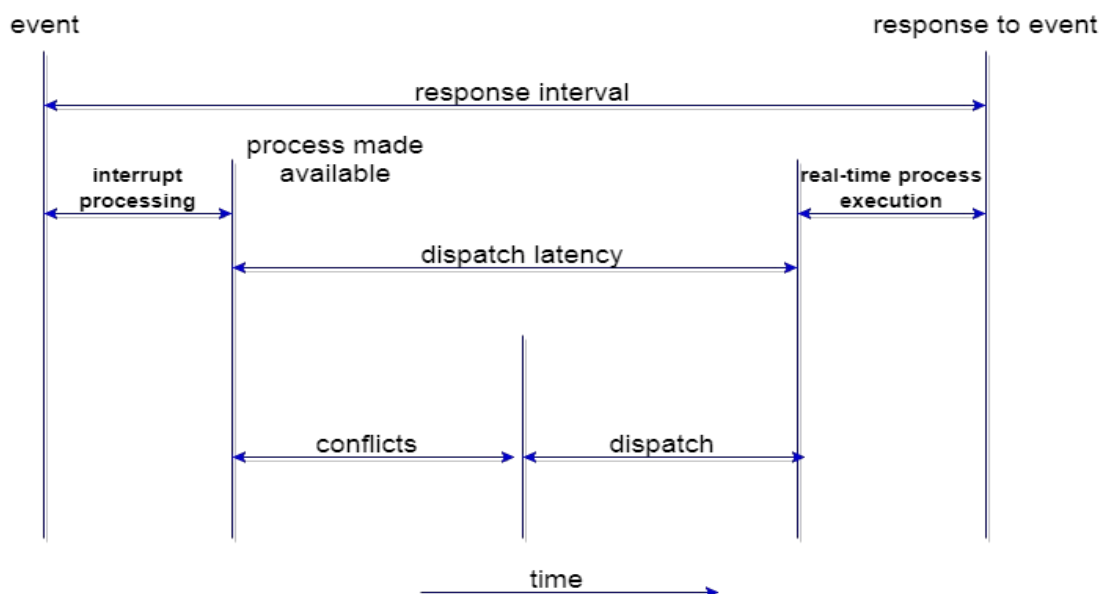 event
response to event
response interval
process made
available
interrupt
processing
real-time process
execution
dispatch latency
conflicts
dispatch
time